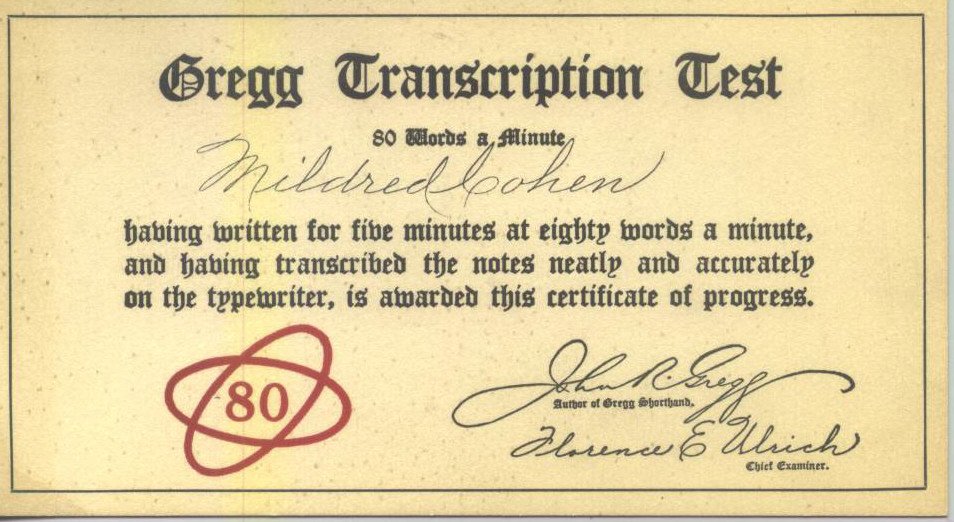 Gregg Transcription Test
80 Words a Minute
Mildred Cohen
having written for five minutes at eighty words a minute,
and having transcribed the notes neatly and accurately
on the typewriter, is awarded this certificate of progress.
80
John R. Gregg
Author of Gregg Shorthand.
Florence E Ulrich
Chief Examiner.